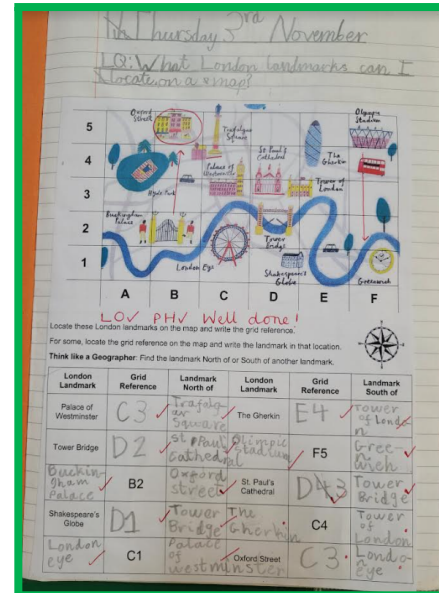 Thursday 3rd November
LQ: What London landmarks can I
locate on a map?
5
Oxford
Street
Trafalgar
Square
Olympic
Stadium
4
St Paul's
Cathedral
The
Gherkin
Palace of
Westminster
3
Hyde Park
Tower of
London
Buckingham
Palace
2
Tower
Bridge
1
London Eye
Shakespeare's
Globe
Greenwich
A B C D E F
LOV PHV Well done!
Locate these London landmarks on the map and write the grid reference.
For some, locate the grid reference on the map and write the landmark in that location.
Think like a Geographer: Find the landmark North of or South of another landmark.
London Landmark Grid Reference Landmark North of London Landmark Grid Reference Landmark South of
Palace of Westminster C3 Trafalgar Square The Gherkin E4 Tower of London
Tower Bridge D2 St Paul Cathedral Olimpic Stadium F5 Greenwich
Buckingham Palace B2 Oxford street St. Paul's Cathedral D43 Tower Bridge
Shakespeare's Globe D1 Tower Bridge The Gherkin C4 Tower of London
London eye C1 Palace of westminster Oxford Street C3 London eye